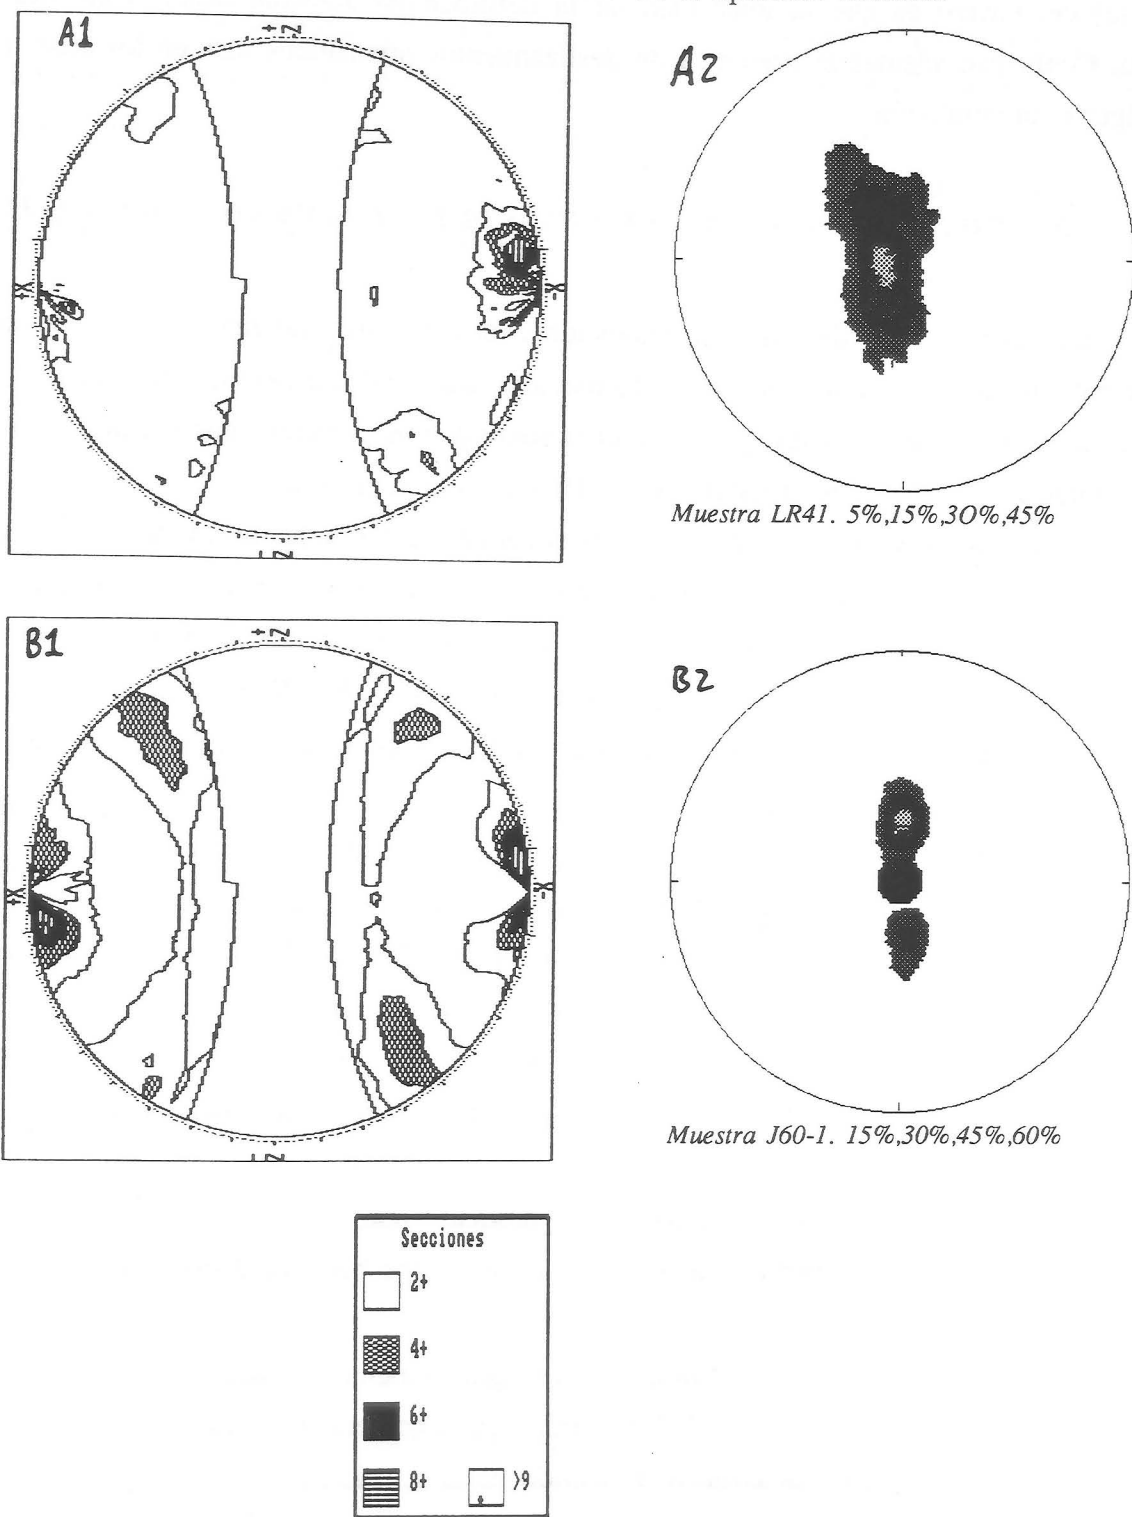 A1
+Z
+X
-X
-Z
A2
Muestra LR41. 5%,15%,30%,45%
B1
+Z
+X
-X
-Z
B2
Muestra J60-1. 15%,30%,45%,60%
Secciones
2+
4+
6+
8+
>9